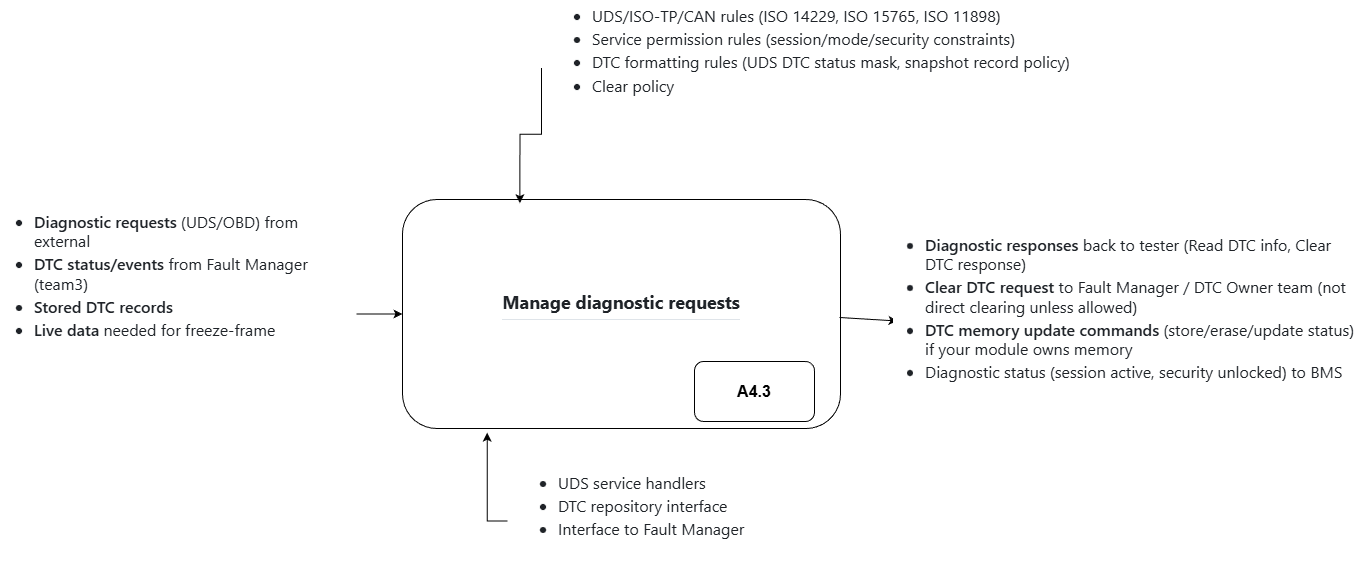 UDS/ISO-TP/CAN rules (ISO 14229, ISO 15765, ISO 11898)
Service permission rules (session/mode/security constraints)
DTC formatting rules (UDS DTC status mask, snapshot record policy)
Clear policy
Diagnostic requests (UDS/OBD) from
external
DTC status/events from Fault Manager
(team3)
Stored DTC records
Live data needed for freeze-frame
Manage diagnostic requests
A4.3
Diagnostic responses back to tester (Read DTC info, Clear
DTC response)
Clear DTC request to Fault Manager / DTC Owner team (not
direct clearing unless allowed)
DTC memory update commands (store/erase/update status)
if your module owns memory
Diagnostic status (session active, security unlocked) to BMS
UDS service handlers
DTC repository interface
Interface to Fault Manager